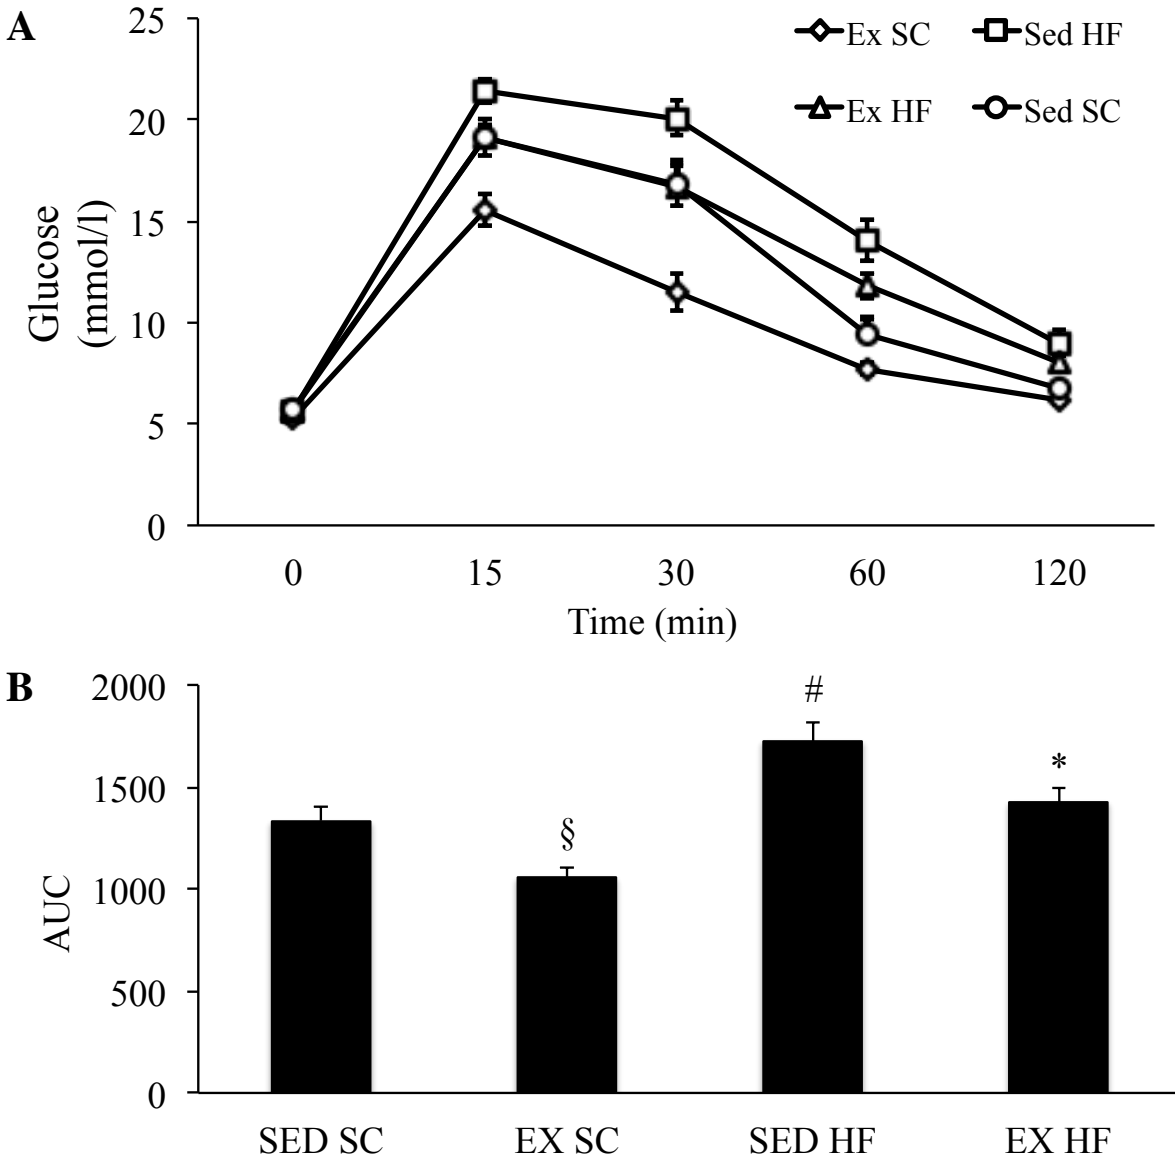 A
25
20
15
10
5
0
Glucose
(mmol/l)
Ex SC
Sed HF
Ex HF
Sed SC
0 15 30 60 120
Time (min)
B
2000
1500
1000
500
0
AUC
§
#
*
SED SC EX SC SED HF EX HF